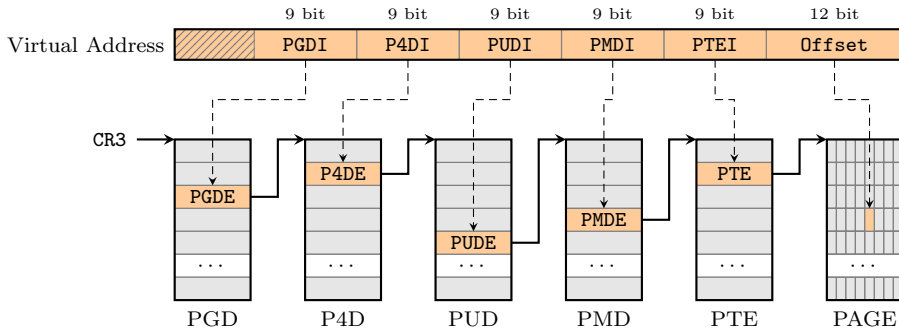 9 bit 9 bit 9 bit 9 bit 9 bit 12 bit
Virtual Address PGDI P4DI PUDI PMDI PTEI Offset
CR3
P4DE PTE
PGDE
PMDE
PUDE
... ... ... ... ... ...
PGD P4D PUD PMD PTE PAGE